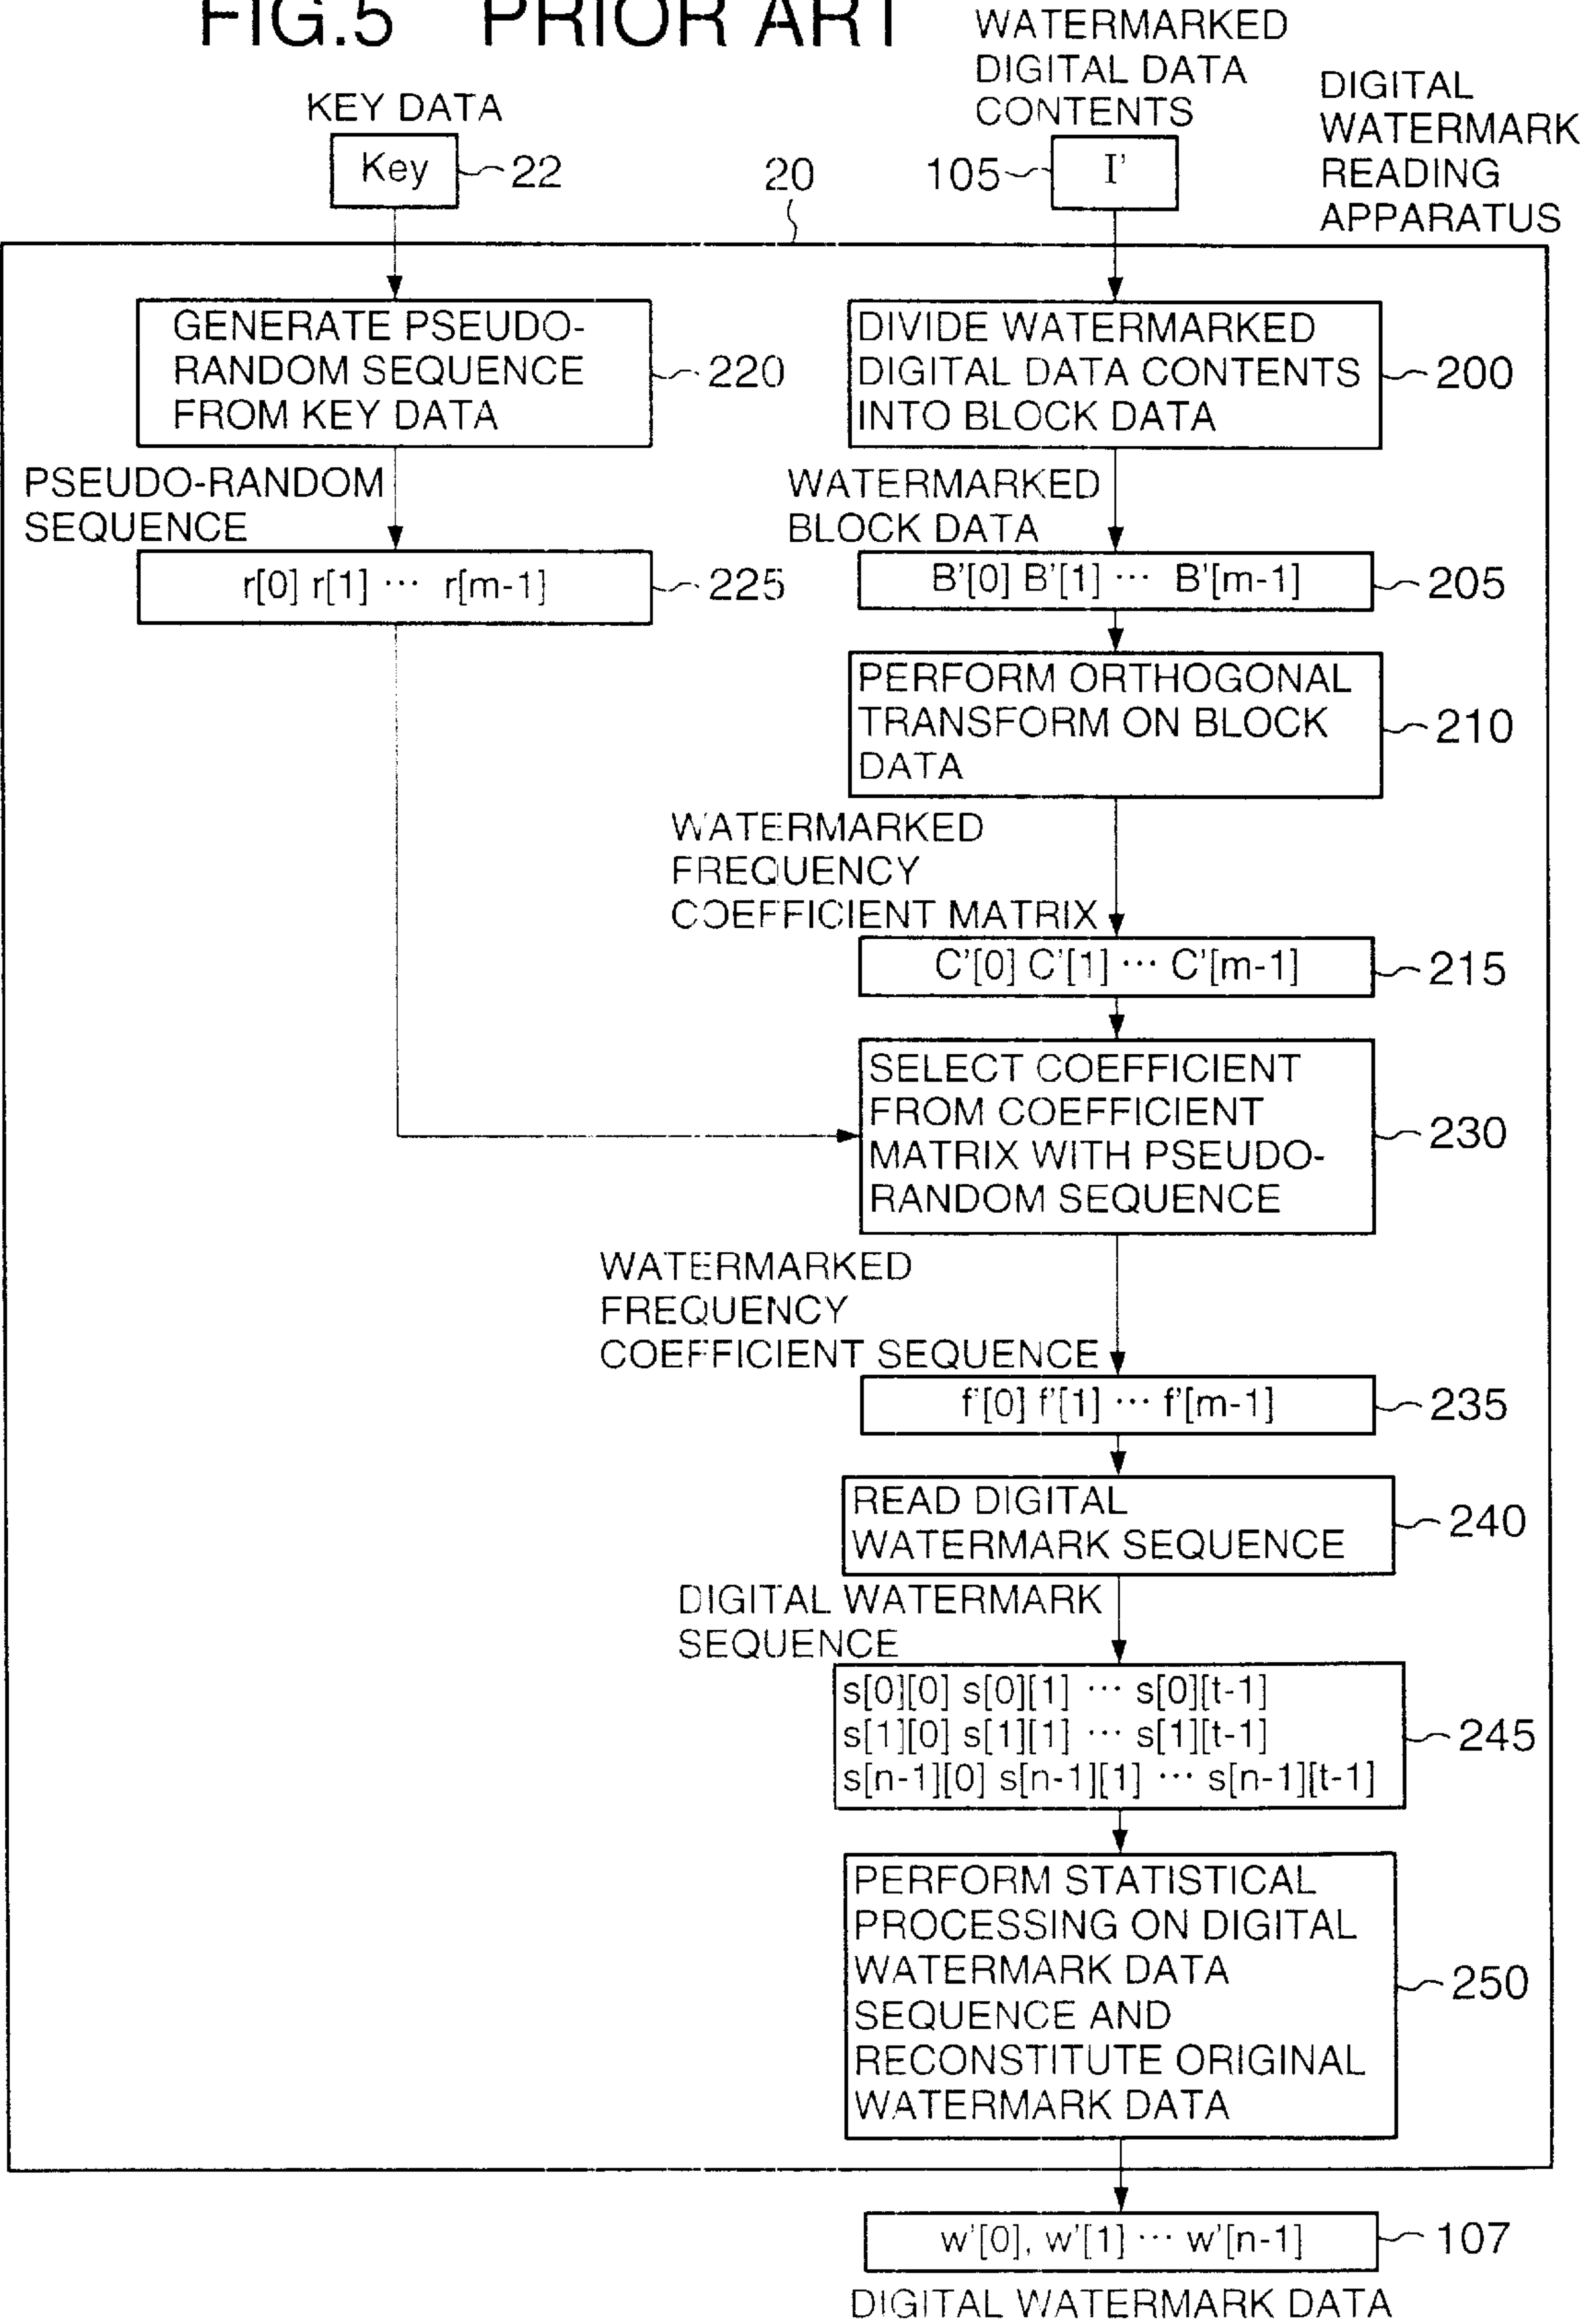 FIG.5 PRIOR ART
WATERMARKED
DIGITAL DATA
CONTENTS
DIGITAL
WATERMARK
READING
APPARATUS
KEY DATA
Key
22
20
105
I'
GENERATE PSEUDO-
RANDOM SEQUENCE
FROM KEY DATA
220
DIVIDE WATERMARKED
DIGITAL DATA CONTENTS
INTO BLOCK DATA
200
PSEUDO-RANDOM
SEQUENCE
WATERMARKED
BLOCK DATA
r[0] r[1] ··· r[m-1]
225
B'[0] B'[1] ··· B'[m-1]
205
PERFORM ORTHOGONAL
TRANSFORM ON BLOCK
DATA
210
WATERMARKED
FREQUENCY
COEFFICIENT MATRIX
C'[0] C'[1] ··· C'[m-1]
215
SELECT COEFFICIENT
FROM COEFFICIENT
MATRIX WITH PSEUDO-
RANDOM SEQUENCE
230
WATERMARKED
FREQUENCY
COEFFICIENT SEQUENCE
f'[0] f'[1] ··· f'[m-1]
235
READ DIGITAL
WATERMARK SEQUENCE
240
DIGITAL WATERMARK
SEQUENCE
s[0][0] s[0][1] ··· s[0][t-1]
s[1][0] s[1][1] ··· s[1][t-1]
s[n-1][0] s[n-1][1] ··· s[n-1][t-1]
245
PERFORM STATISTICAL
PROCESSING ON DIGITAL
WATERMARK DATA
SEQUENCE AND
RECONSTITUTE ORIGINAL
WATERMARK DATA
250
w'[0], w'[1] ··· w'[n-1]
107
DIGITAL WATERMARK DATA